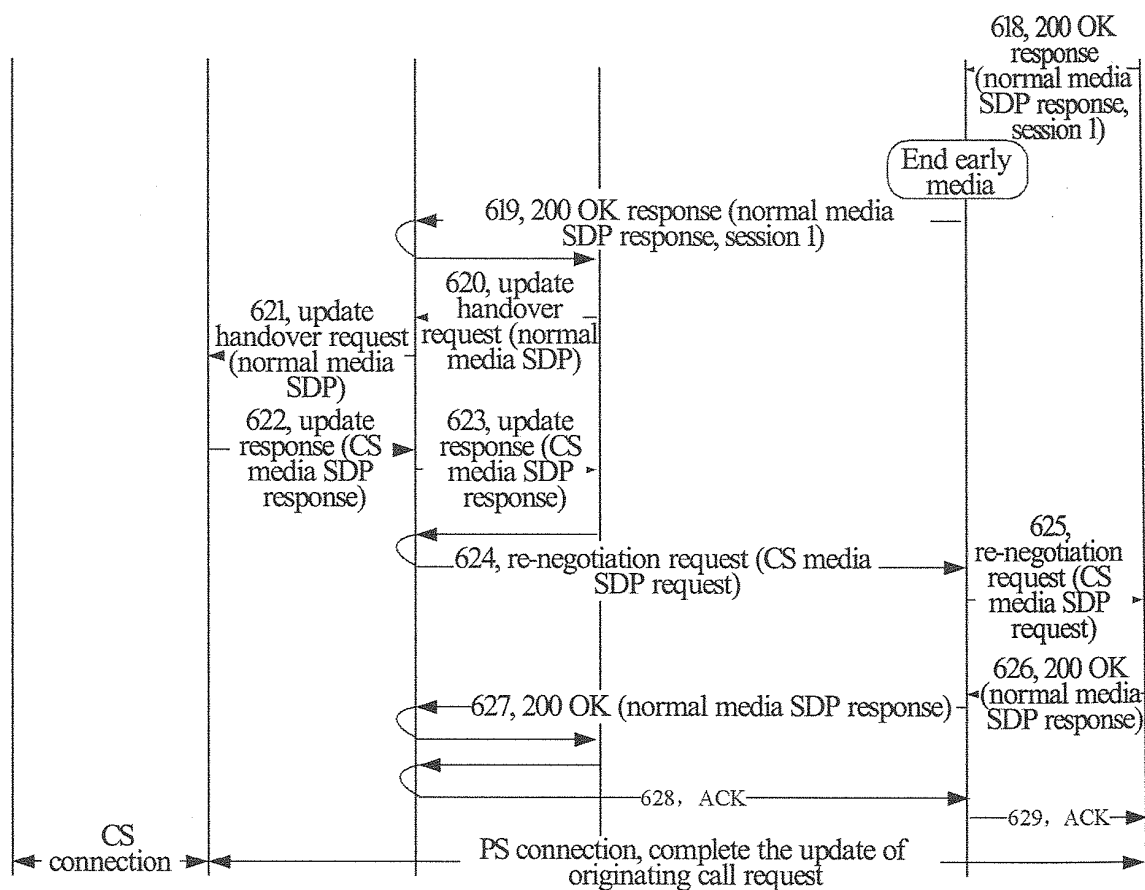 618, 200 OK
response
(normal media
SDP response,
session 1)
End early
media
619, 200 OK response (normal media
SDP response, session 1)
620, update
handover
request (normal
media SDP)
621, update
handover request
(normal media
SDP)
622, update
response (CS
media SDP
response)
623, update
response (CS
media SDP
response)
624, re-negotiation request (CS media
SDP request)
625,
re-negotiation
request (CS
media SDP
request)
626, 200 OK
(normal media
SDP response)
627, 200 OK (normal media SDP response)
628, ACK
629, ACK
CS
connection
PS connection, complete the update of
originating call request